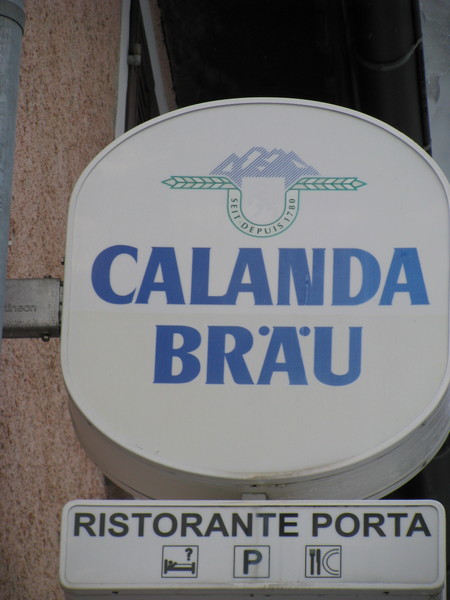 SEIT·DEPUIS 1780
CALANDA
BRÄU
RISTORANTE PORTA
?
P